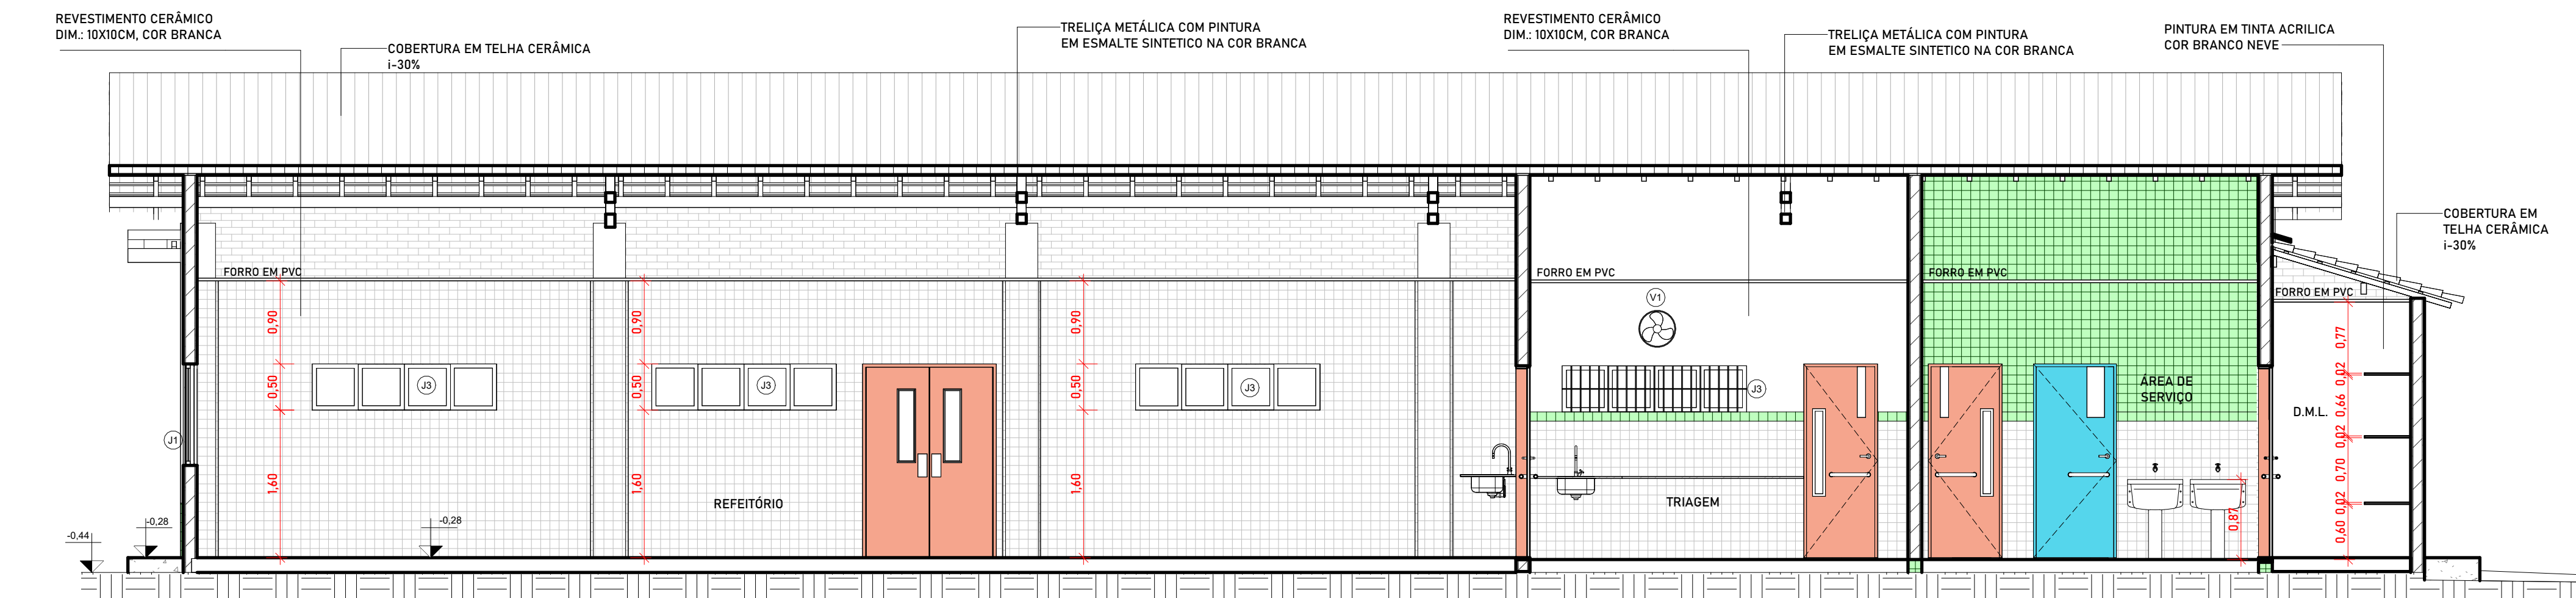 REVESTIMENTO CERÂMICO
DIM.: 10X10CM, COR BRANCA
COBERTURA EM TELHA CERÂMICA
i-30%
TRELIÇA METÁLICA COM PINTURA
EM ESMALTE SINTETICO NA COR BRANCA
REVESTIMENTO CERÂMICO
DIM.: 10X10CM, COR BRANCA
TRELIÇA METÁLICA COM PINTURA
EM ESMALTE SINTETICO NA COR BRANCA
PINTURA EM TINTA ACRILICA
COR BRANCO NEVE
COBERTURA EM
TELHA CERÂMICA
i-30%
FORRO EM PVC
FORRO EM PVC
FORRO EM PVC
FORRO EM PVC
V1
0,90
0,90
0,90
0,77
0,50
J3
0,50
J3
0,50
J3
J3
ÁREA DE
SERVIÇO
0,02
D.M.L.
0,66
J1
0,02
1,60
1,60
1,60
0,70
REFEITÓRIO
TRIAGEM
0,02
0,87
0,60
-0,44
-0,28
-0,28